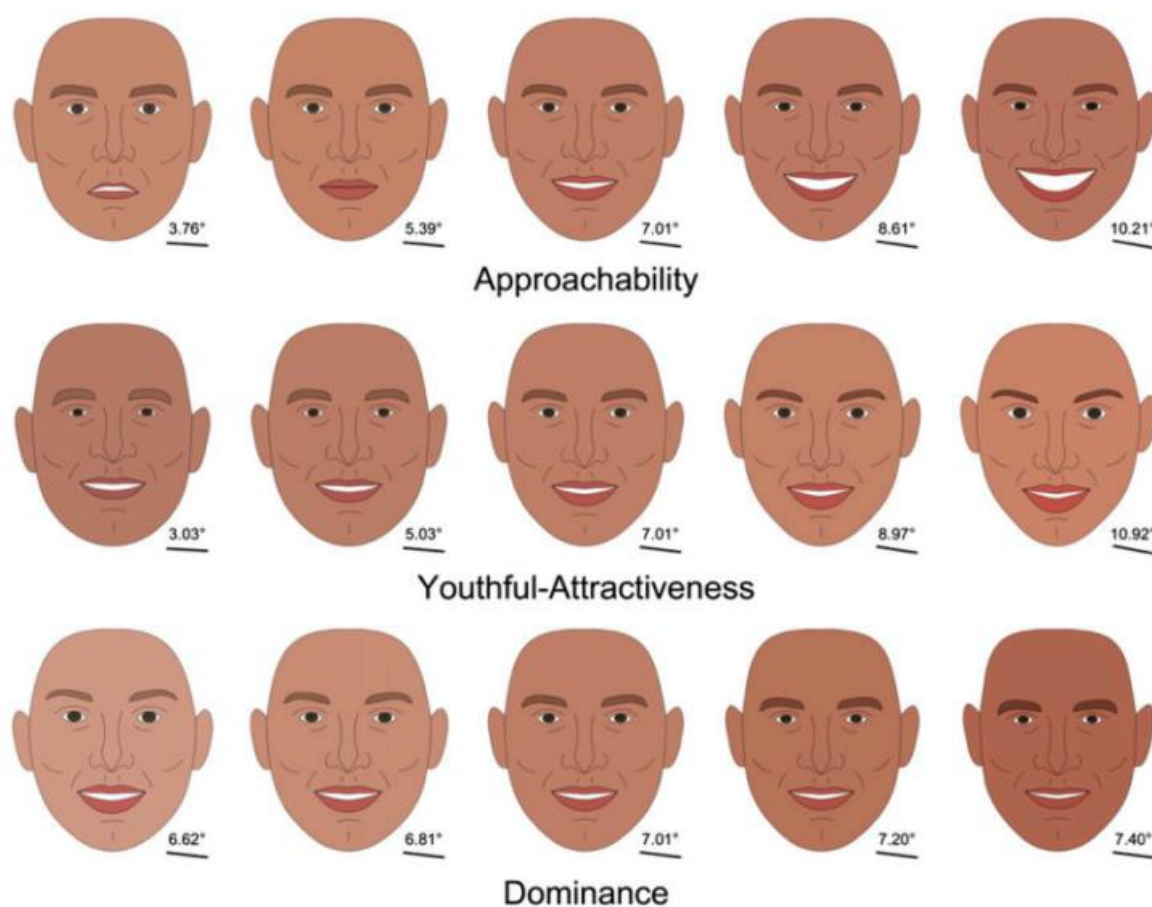 3.76° 5.39° 7.01° 8.61° 10.21°
Approachability
3.03° 5.03° 7.01° 8.97° 10.92°
Youthful-Attractiveness
6.62° 6.81° 7.01° 7.20° 7.40°
Dominance